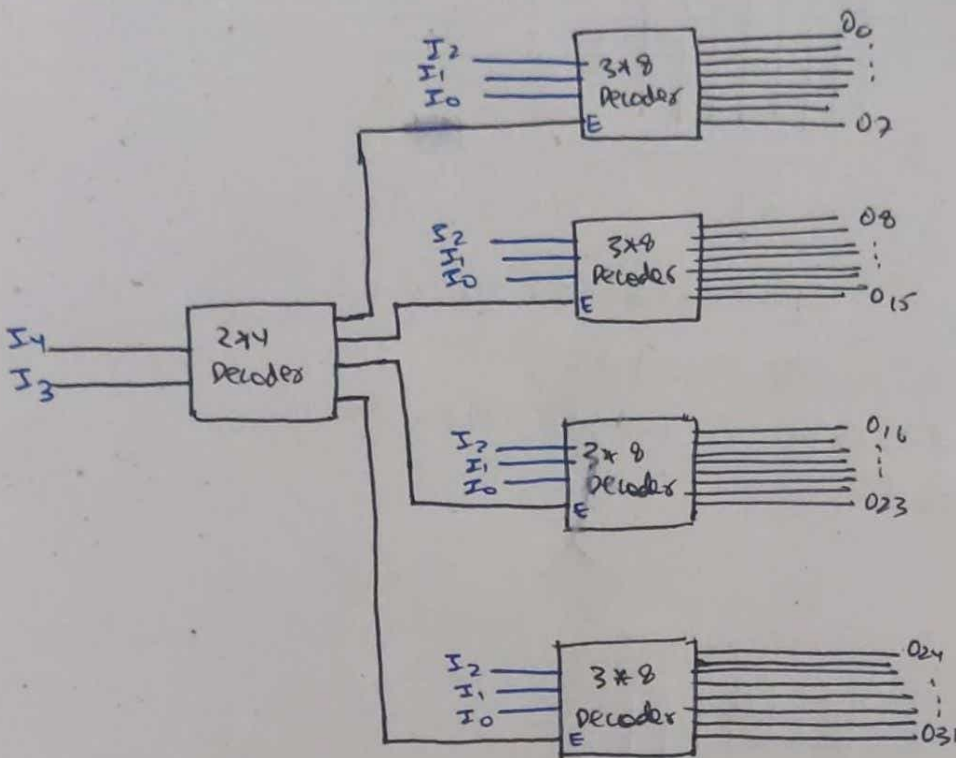 I2
I1
I0
3*8
Decoder
E
O0
O7
I2
I1
I0
3*8
Decoder
E
O8
O15
I4
I3
2*4
Decoder
I2
I1
I0
3*8
Decoder
E
O16
O23
I2
I1
I0
3*8
Decoder
E
O24
O31